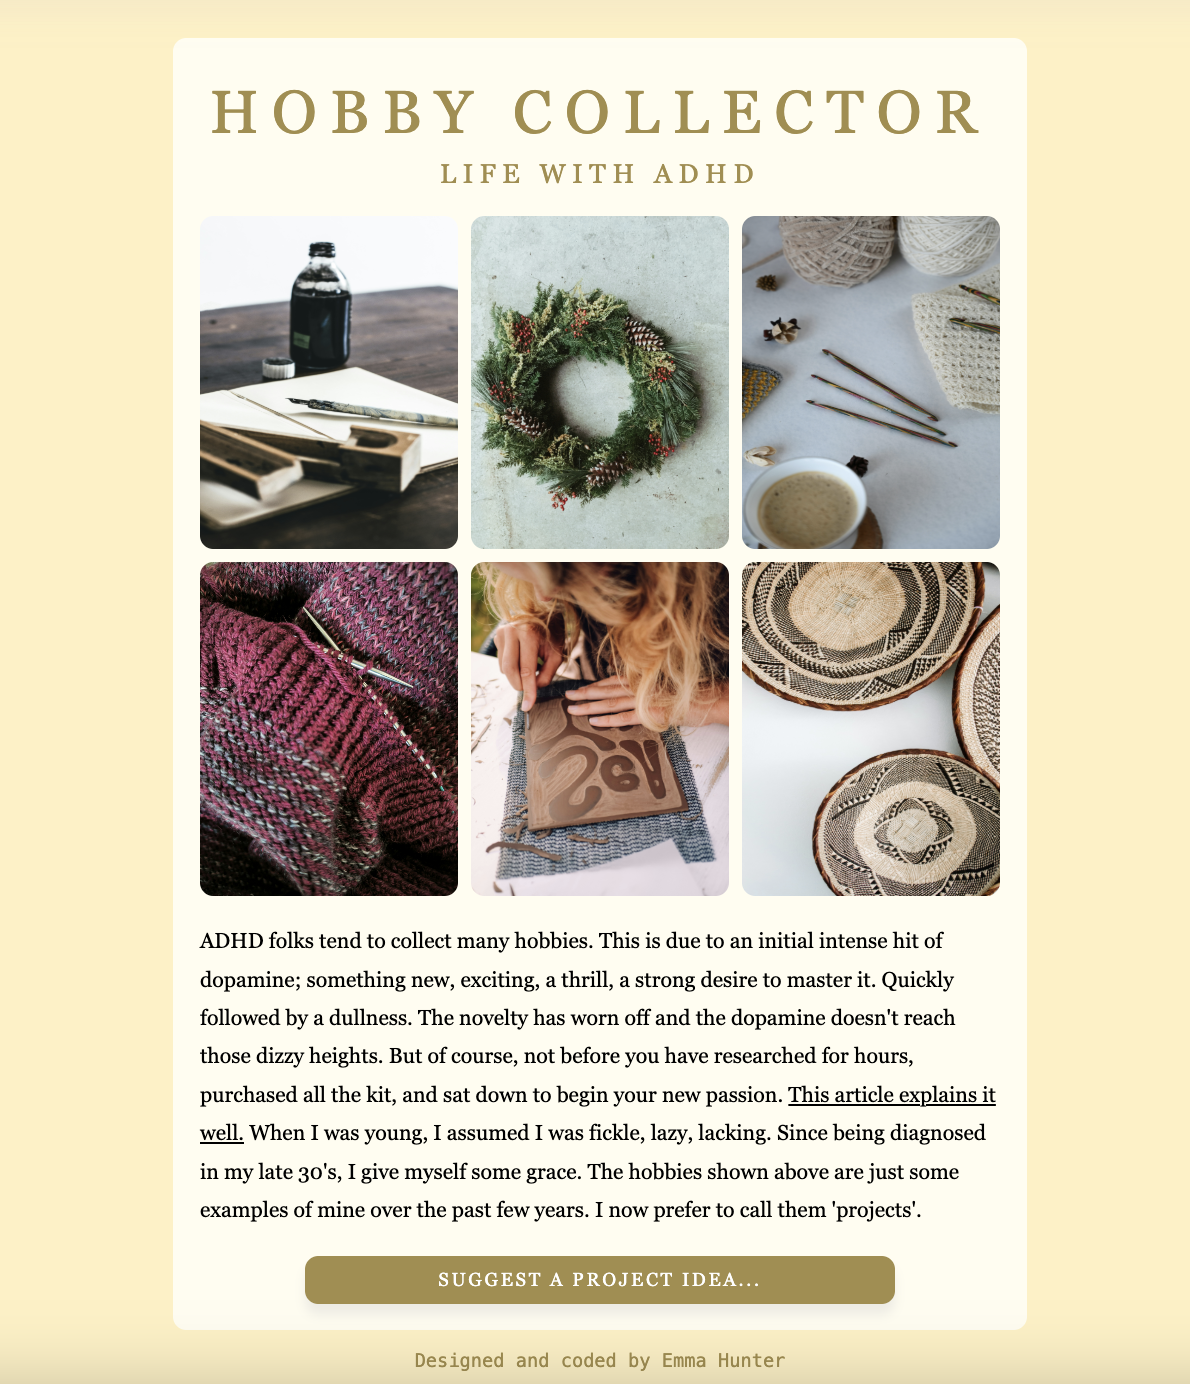 HOBBY COLLECTOR
LIFE WITH ADHD
ADHD folks tend to collect many hobbies. This is due to an initial intense hit of
dopamine; something new, exciting, a thrill, a strong desire to master it. Quickly
followed by a dullness. The novelty has worn off and the dopamine doesn't reach
those dizzy heights. But of course, not before you have researched for hours,
purchased all the kit, and sat down to begin your new passion. This article explains it
well. When I was young, I assumed I was fickle, lazy, lacking. Since being diagnosed
in my late 30's, I give myself some grace. The hobbies shown above are just some
examples of mine over the past few years. I now prefer to call them 'projects'.
SUGGEST A PROJECT IDEA...
Designed and coded by Emma Hunter